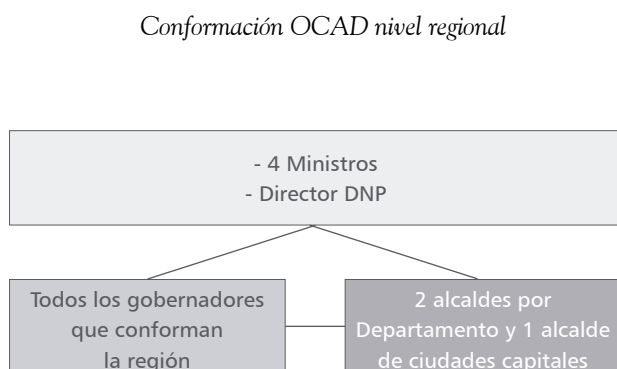 Conformación OCAD nivel regional
- 4 Ministros
- Director DNP
Todos los gobernadores
que conforman
la región
2 alcaldes por
Departamento y 1 alcalde
de ciudades capitales